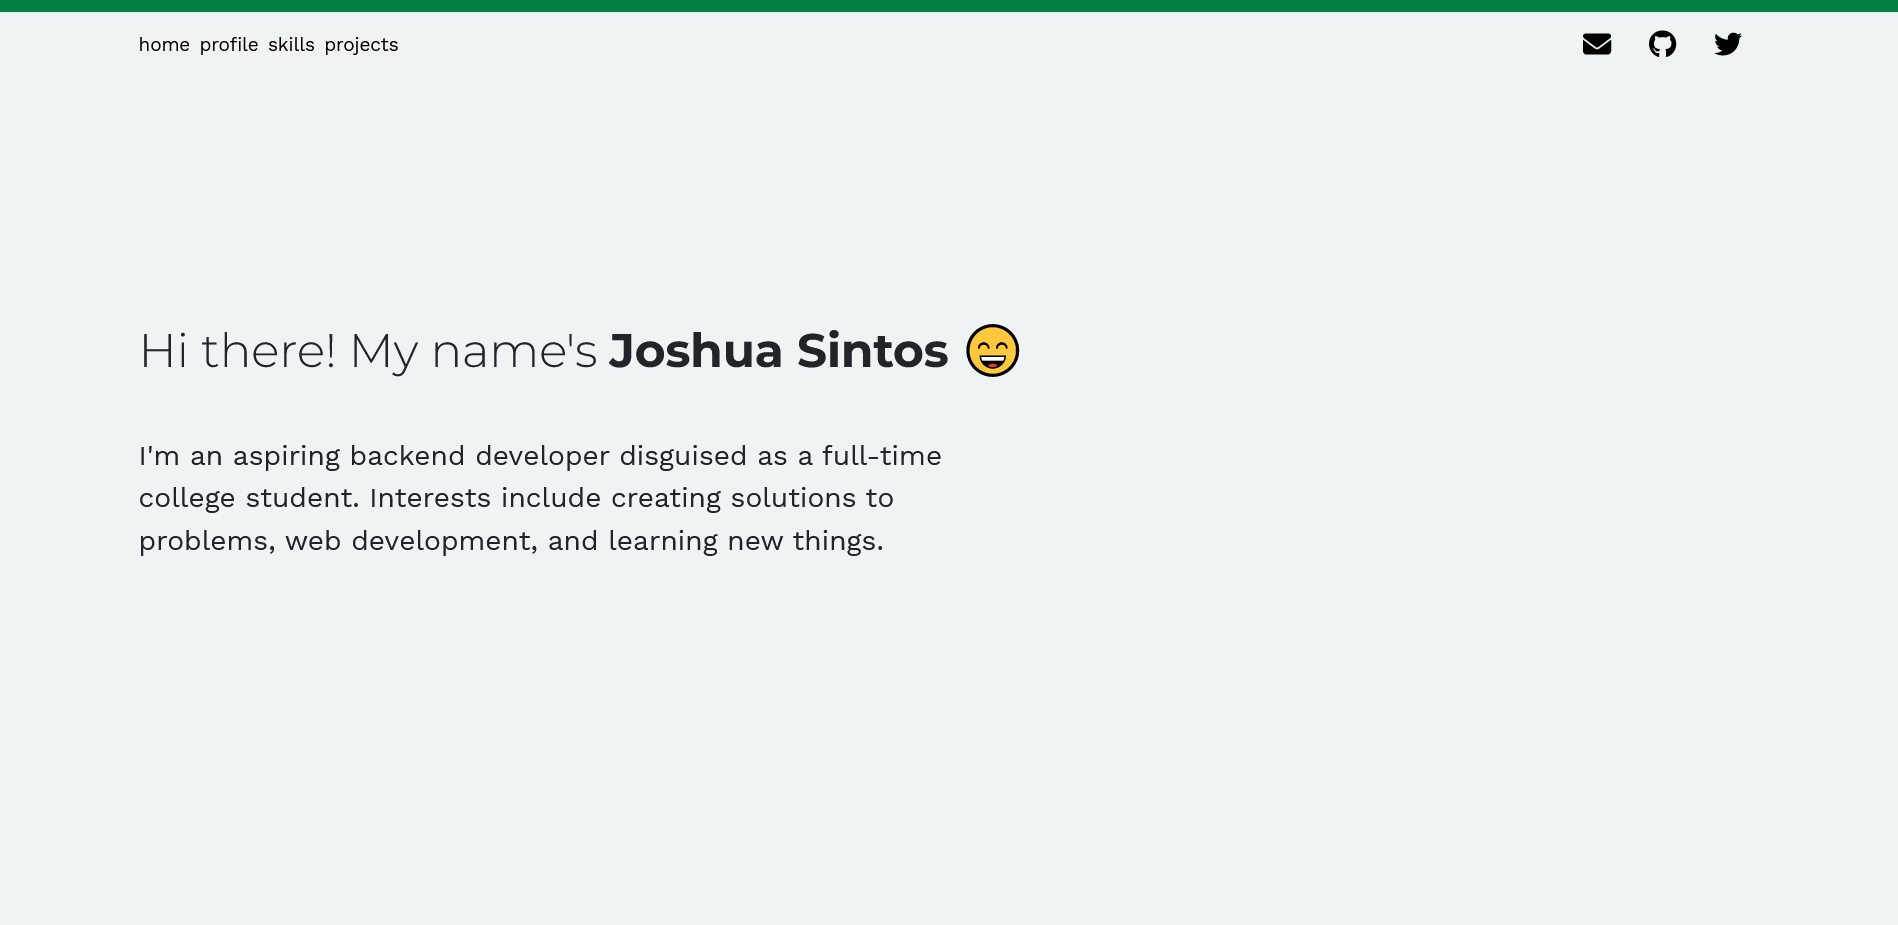 home profile skills projects
Hi there! My name's Joshua Sintos 😄
I'm an aspiring backend developer disguised as a full-time
college student. Interests include creating solutions to
problems, web development, and learning new things.